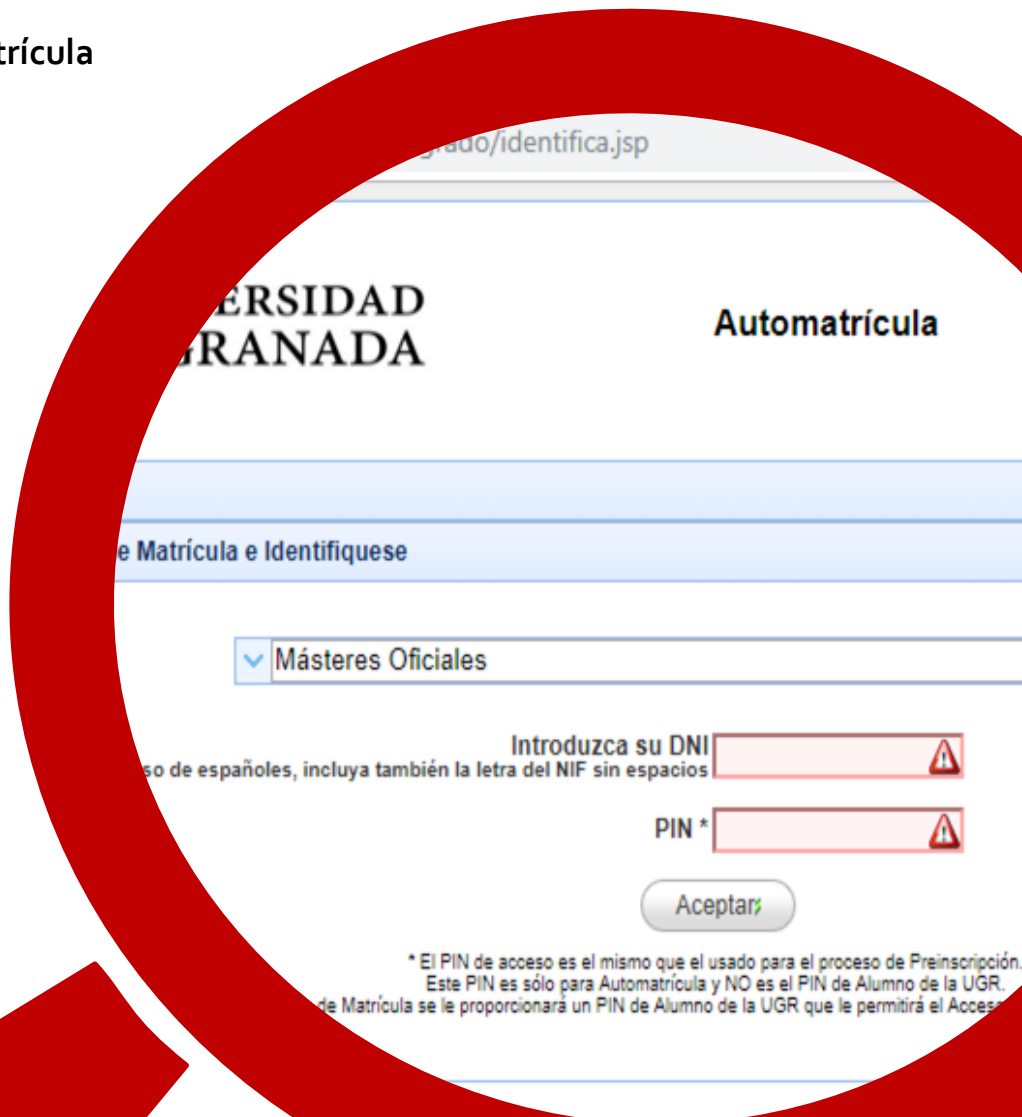 trícula
grado/identifica.jsp
ERSIDAD
GRANADA
Automatrícula
e Matrícula e Identifiquese
Másteres Oficiales
Introduzca su DNI
so de españoles, incluya también la letra del NIF sin espacios
PIN *
Aceptar
* El PIN de acceso es el mismo que el usado para el proceso de Preinscripción.
Este PIN es sólo para Automatrícula y NO es el PIN de Alumno de la UGR.
de Matrícula se le proporcionará un PIN de Alumno de la UGR que le permitirá el Acces